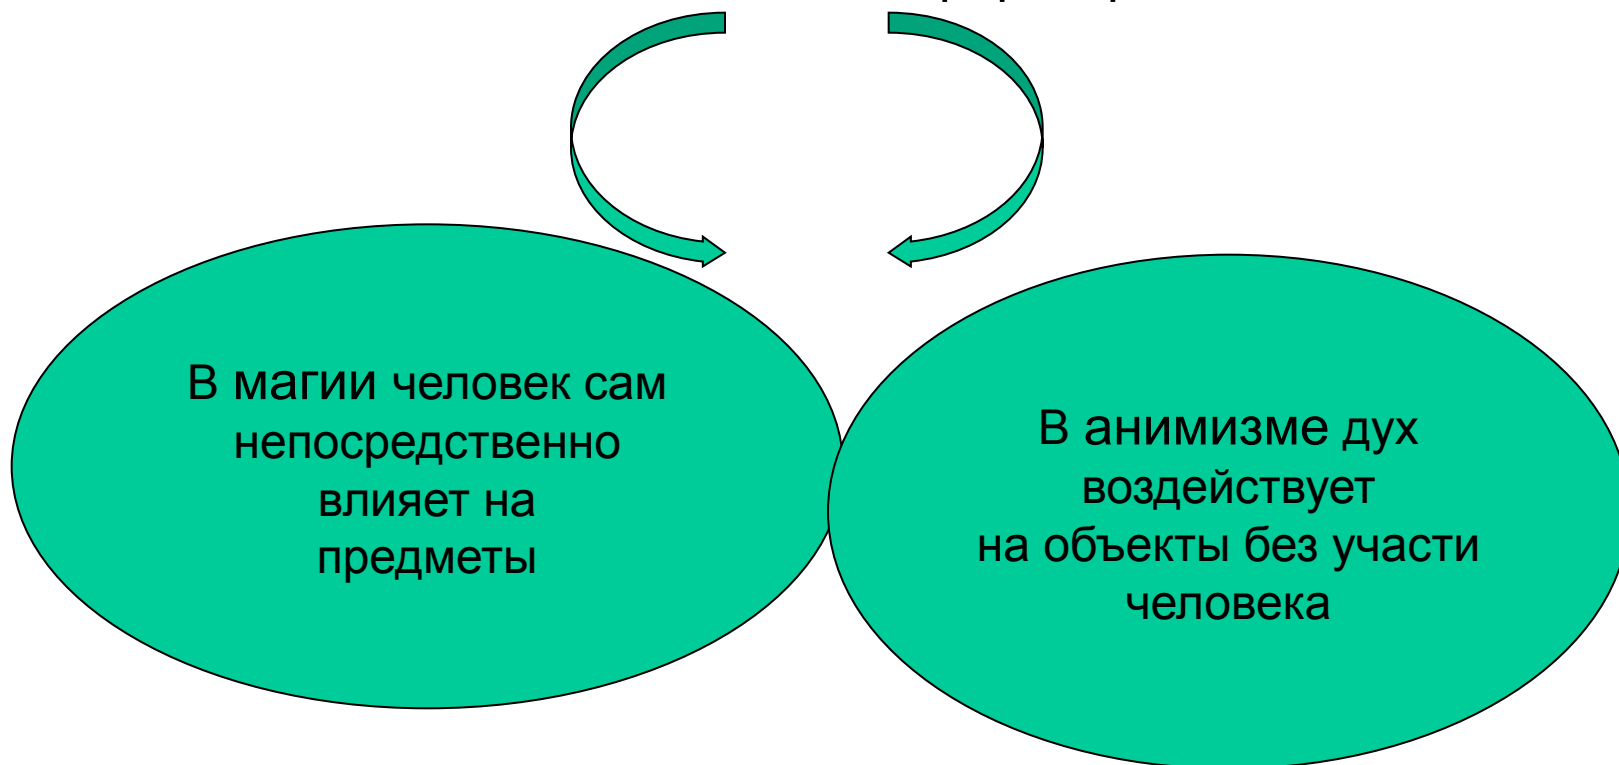 В магии человек сам
непосредственно
влияет на
предметы
В анимизме дух
воздействует
на объекты без участи
человека